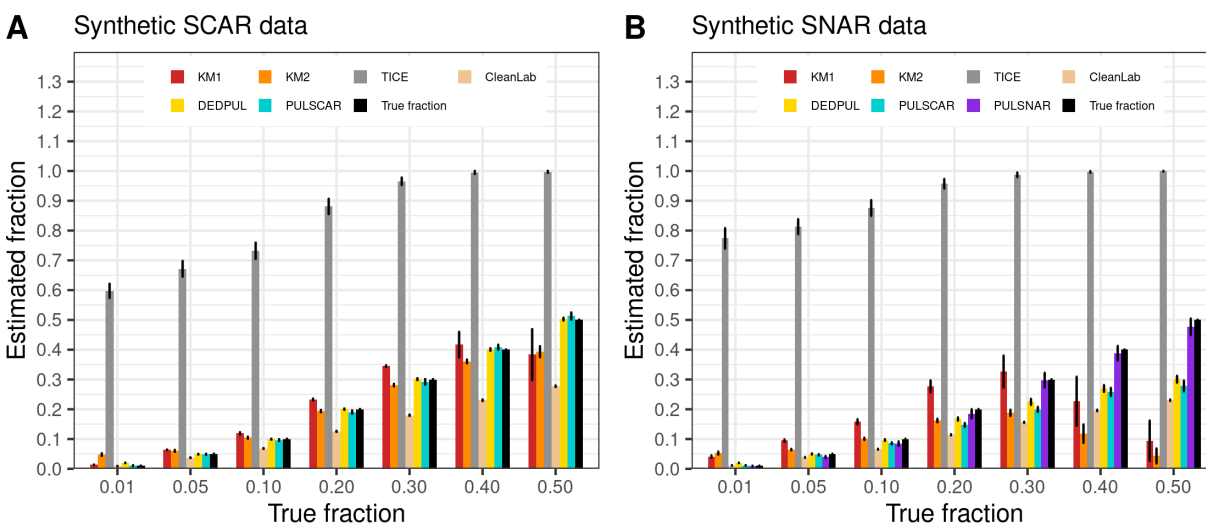 A Synthetic SCAR data
KM1 KM2 TICE CleanLab
DEDPUL PULSCAR True fraction
Estimated fraction
1.3
1.2
1.1
1.0
0.9
0.8
0.7
0.6
0.5
0.4
0.3
0.2
0.1
0.0
0.01 0.05 0.10 0.20 0.30 0.40 0.50
True fraction
B Synthetic SNAR data
KM1 KM2 TICE CleanLab
DEDPUL PULSCAR PULSNAR True fraction
Estimated fraction
1.3
1.2
1.1
1.0
0.9
0.8
0.7
0.6
0.5
0.4
0.3
0.2
0.1
0.0
0.01 0.05 0.10 0.20 0.30 0.40 0.50
True fraction